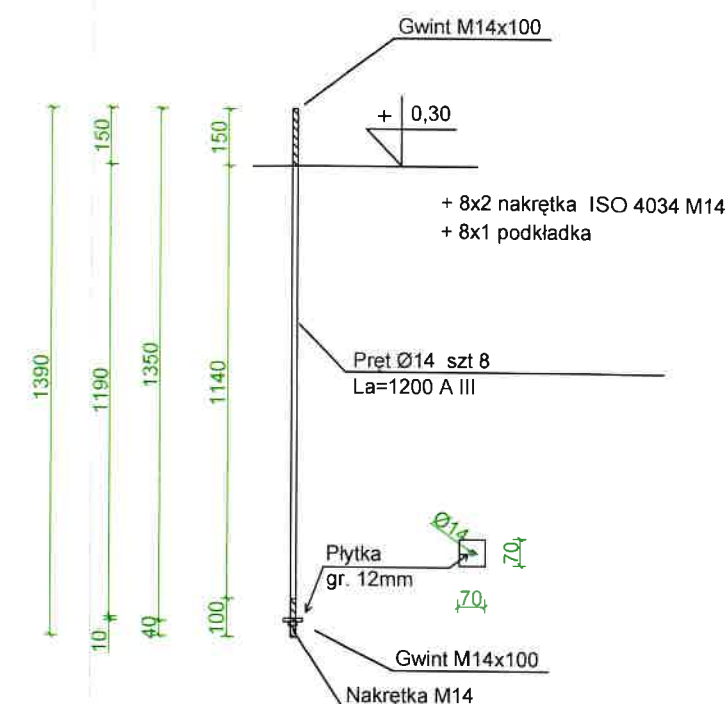 Gwint M14x100
+ 0,30
150
150
+ 8x2 nakrętka ISO 4034 M14
+ 8x1 podkładka
1390
1190
1350
1140
Pręt Ø14 szt 8
La=1200 A III
Ø14
70
Płytka
gr. 12mm
70
10
40
100
Gwint M14x100
Nakrętka M14